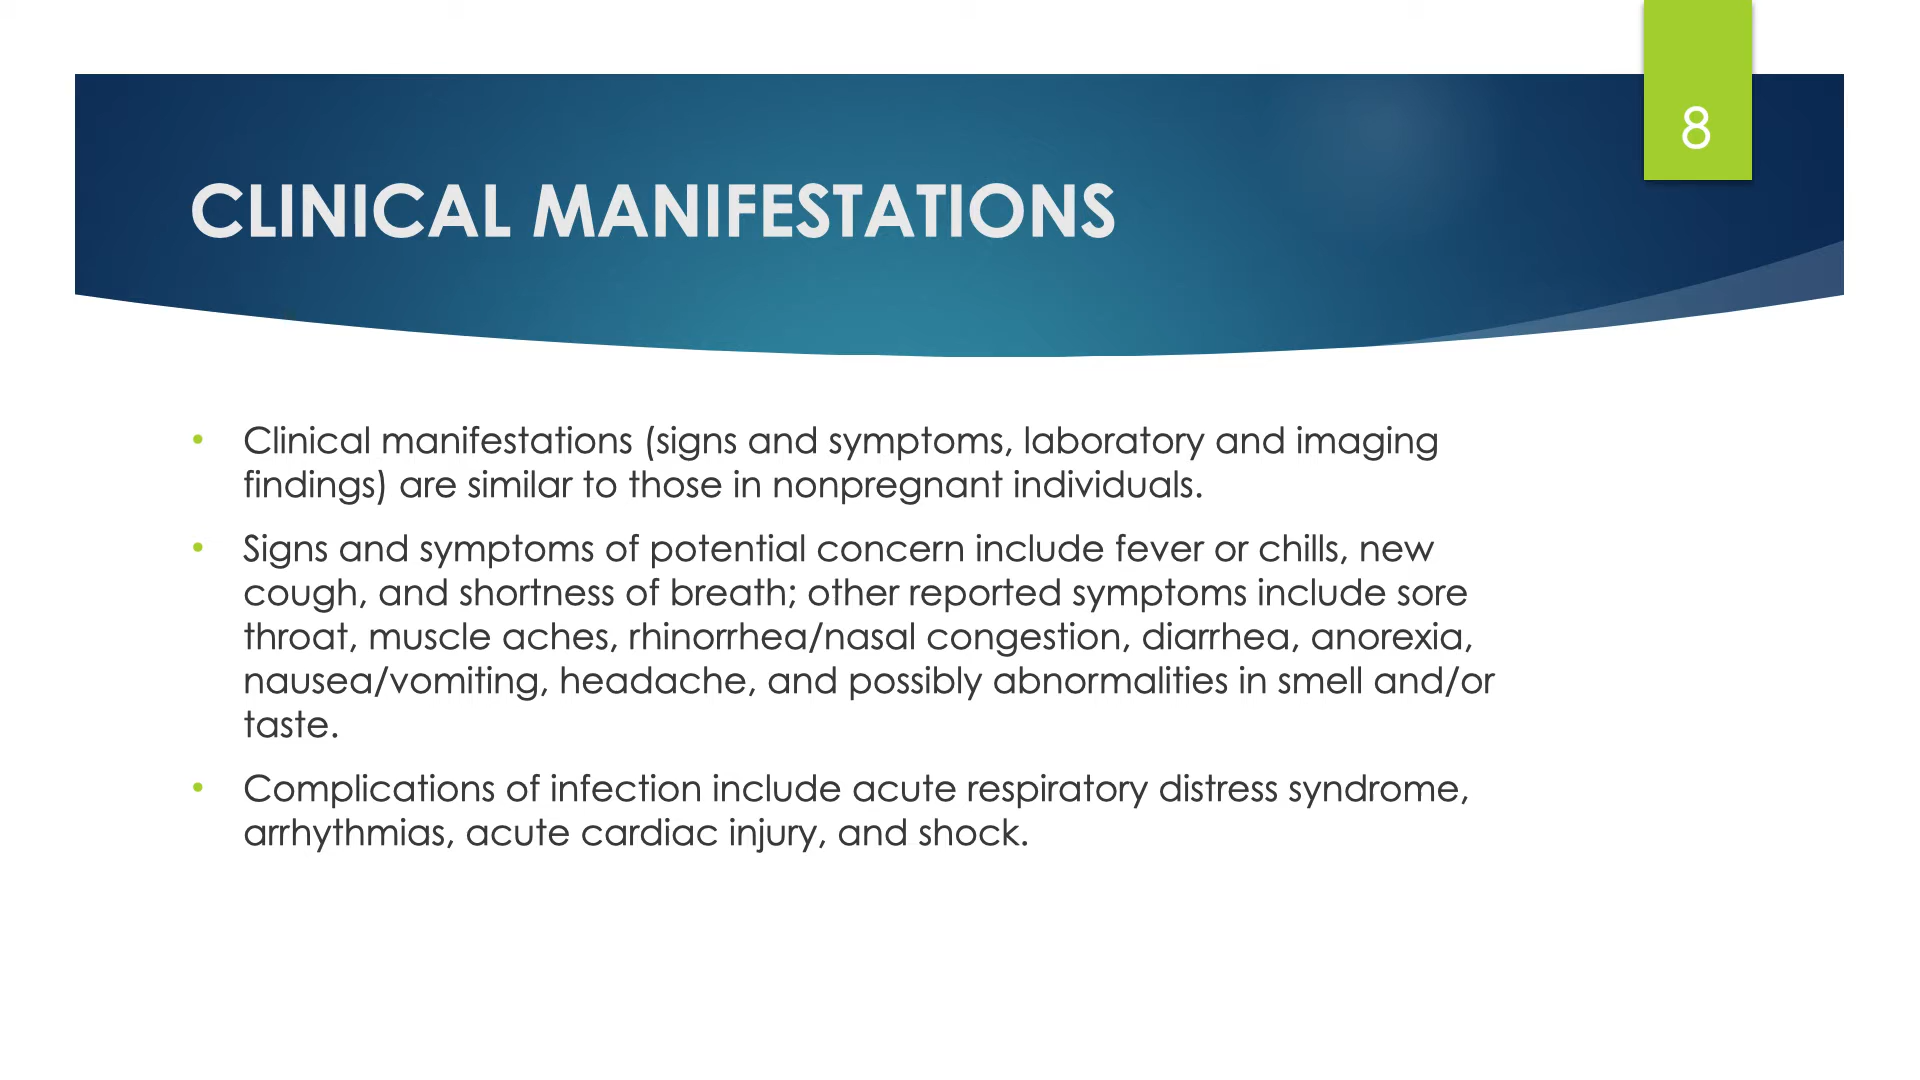 8
CLINICAL MANIFESTATIONS
• Clinical manifestations (signs and symptoms, laboratory and imaging
findings) are similar to those in nonpregnant individuals.
• Signs and symptoms of potential concern include fever or chills, new
cough, and shortness of breath; other reported symptoms include sore
throat, muscle aches, rhinorrhea/nasal congestion, diarrhea, anorexia,
nausea/vomiting, headache, and possibly abnormalities in smell and/or
taste.
• Complications of infection include acute respiratory distress syndrome,
arrhythmias, acute cardiac injury, and shock.